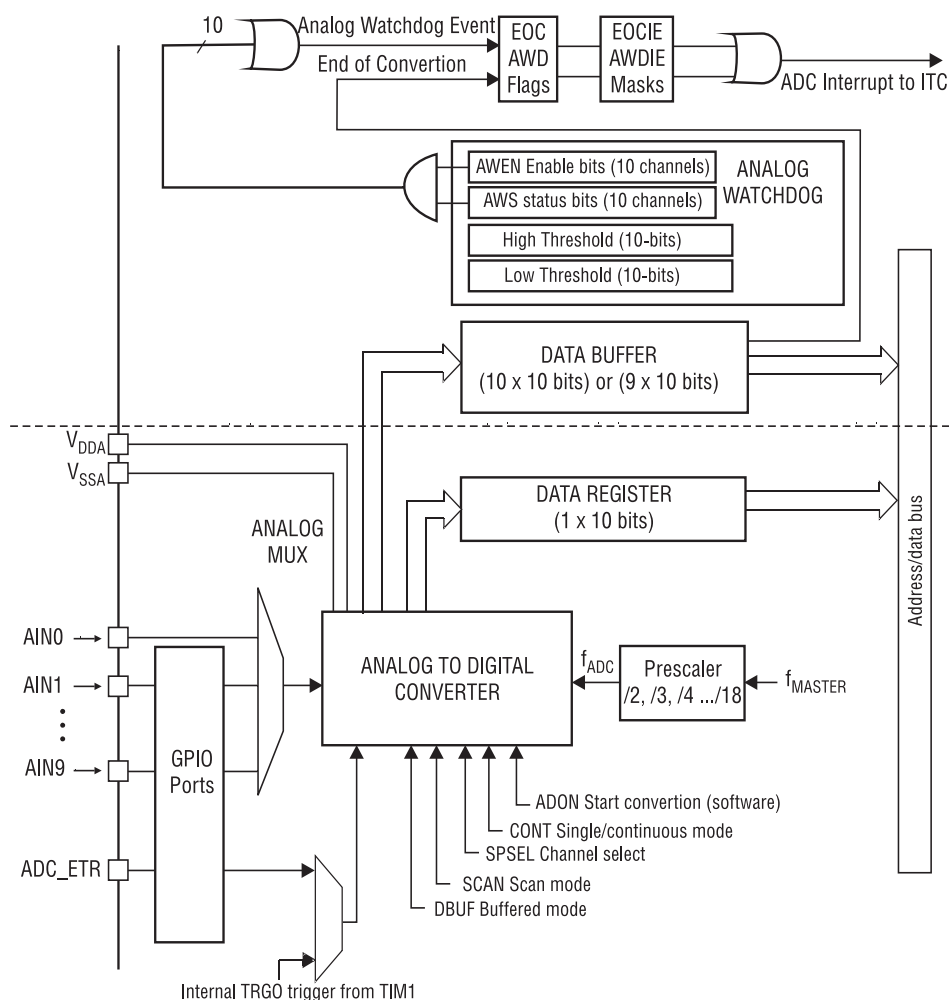 10
Analog Watchdog Event
End of Convertion
EOC
AWD
Flags
EOCIE
AWDIE
Masks
ADC Interrupt to ITC
AWEN Enable bits (10 channels)
AWS status bits (10 channels)
High Threshold (10-bits)
Low Threshold (10-bits)
ANALOG
WATCHDOG
DATA BUFFER
(10 x 10 bits) or (9 x 10 bits)
VDDA
VSSA
DATA REGISTER
(1 x 10 bits)
ANALOG
MUX
Address/data bus
AIN0
AIN1
AIN9
GPIO
Ports
ANALOG TO DIGITAL
CONVERTER
fADC
Prescaler
/2, /3, /4 .../18
fMASTER
ADON Start convertion (software)
CONT Single/continuous mode
SPSEL Channel select
SCAN Scan mode
DBUF Buffered mode
ADC_ETR
Internal TRGO trigger from TIM1